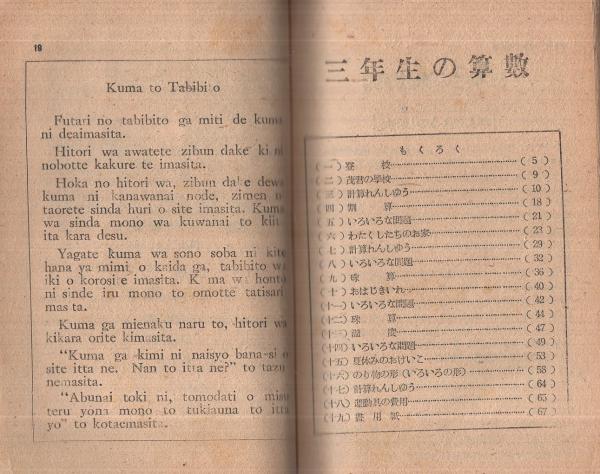 19
Kuma to Tabibito
Futari no tabibito ga miti de kuma
ni deaimasita.
Hitori wa awatete zibun dake ki ni
nobotte kakure te imasita.
Hoka no hitori wa, zibun dake dewa
kuma ni kanawanai node, zimen ni
taorete sinda huri o site imasita. Kuma
wa sinda mono wa kuwanai to kiite
ita kara desu.
Yagate kuma wa sono soba ni kite
hana ya mimi o kaida ga, tabibito wa
iki o korosite imasita. Kuma wa hontō
ni sinde iru mono to omotte tatisari
masita.
Kuma ga mienaku naru to, hitori wa
kikara orite kimasita.
“Kuma ga kimi ni naisyo bana-si o
site itta ne. Nan to itta ne?” to tazu
nemasita.
“Abunai toki ni, tomodati o misu
teru yona mono to tukiauna to itta
yo” to kotaemasita.
三年生の算數
もくろく
(一) 登校 (5)
(二) 茂君の學校 (9)
(三) 計算れんしゆう (10)
(四) 割算 (18)
(五) いろいろな問題 (21)
(六) わたくしたちのお家 (23)
(七) 計算れんしゆう (29)
(八) いろいろな問題 (32)
(九) 珠算 (36)
(十) おはじきいれ (40)
(十一) いろいろな問題 (42)
(十二) 珠算 (44)
(十三) 溫度 (47)
(十四) いろいろな問題 (49)
(十五) 夏休みのおけいこ (53)
(十六) のり物の形(いろいろの形) (58)
(十七) 計算れんしゆう (64)
(十八) 運動具の費用 (65)
(十九) 畫用紙 (67)